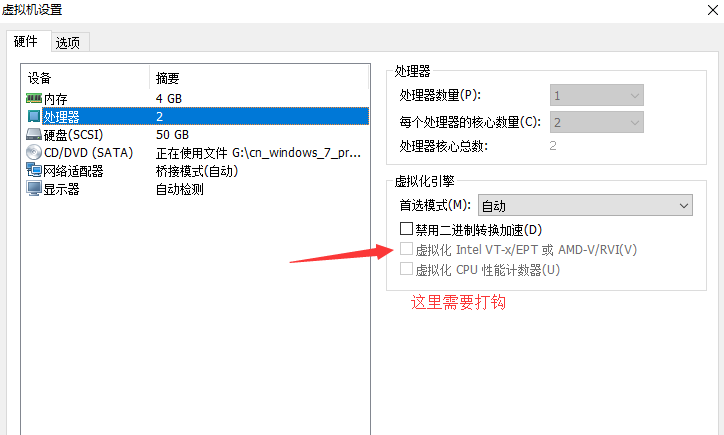 虚拟机设置
硬件 选项
设备 摘要
内存 4 GB
处理器 2
硬盘(SCSI) 50 GB
CD/DVD (SATA) 正在使用文件 G:\cn_windows_7_pr...
网络适配器 桥接模式(自动)
显示器 自动检测
处理器
处理器数量(P): 1
每个处理器的核心数量(C): 2
处理器核心总数: 2
虚拟化引擎
首选模式(M): 自动
禁用二进制转换加速(D)
虚拟化 Intel VT-x/EPT 或 AMD-V/RVI(V)
虚拟化 CPU 性能计数器(U)
这里需要打钩